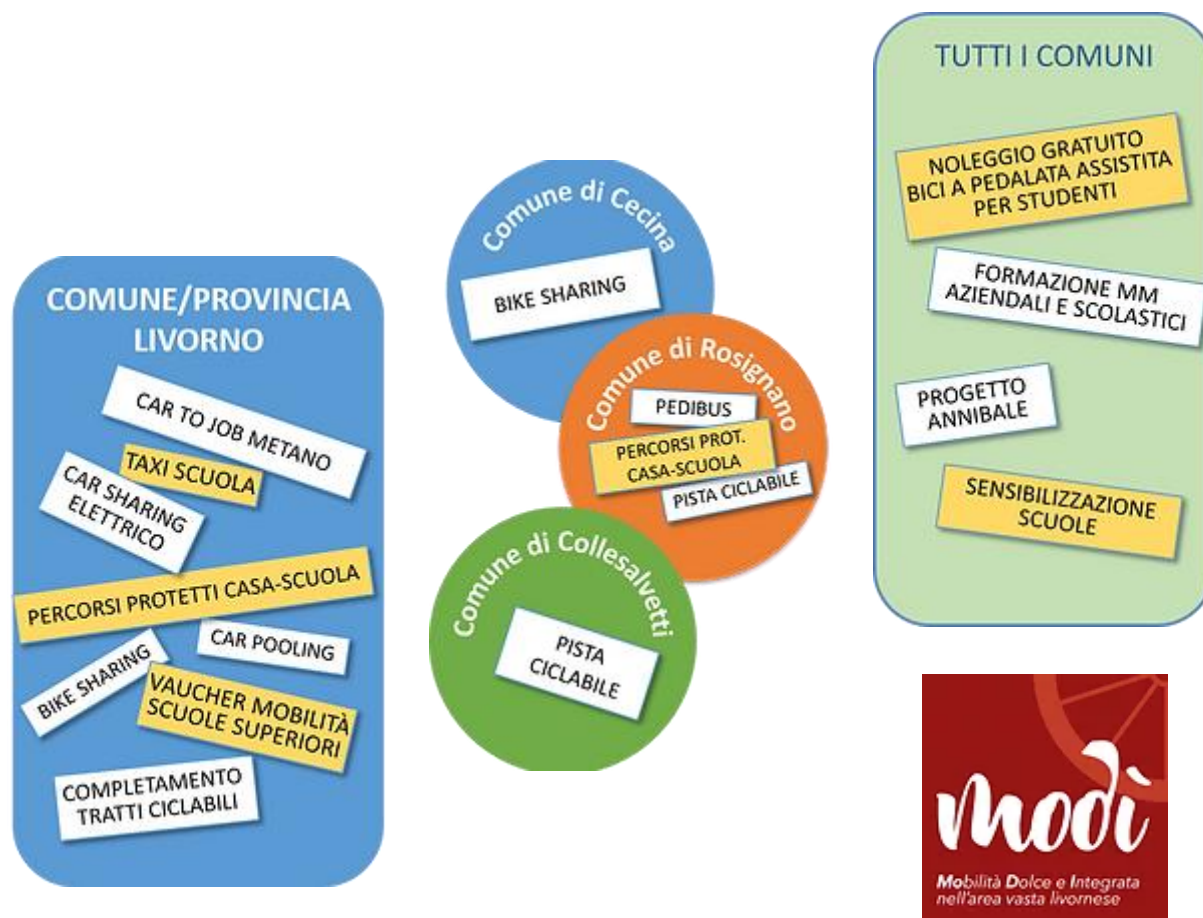 COMUNE/PROVINCIA
LIVORNO
CAR TO JOB METANO
TAXI SCUOLA
CAR SHARING
ELETTRICO
PERCORSI PROTETTI CASA-SCUOLA
CAR POOLING
BIKE SHARING
VAUCHER MOBILITÀ
SCUOLE SUPERIORI
COMPLETAMENTO
TRATTI CICLABILI
Comune di Cecina
BIKE SHARING
Comune di Rosignano
PEDIBUS
PERCORSI PROT.
CASA-SCUOLA
PISTA CICLABILE
Comune di Collesalvetti
PISTA
CICLABILE
TUTTI I COMUNI
NOLEGGIO GRATUITO
BICI A PEDALATA ASSISTITA
PER STUDENTI
FORMAZIONE MM
AZIENDALI E SCOLASTICI
PROGETTO
ANNIBALE
SENSIBILIZZAZIONE
SCUOLE
modì
Mobilità Dolce e Integrata
nell'area vasta livornese